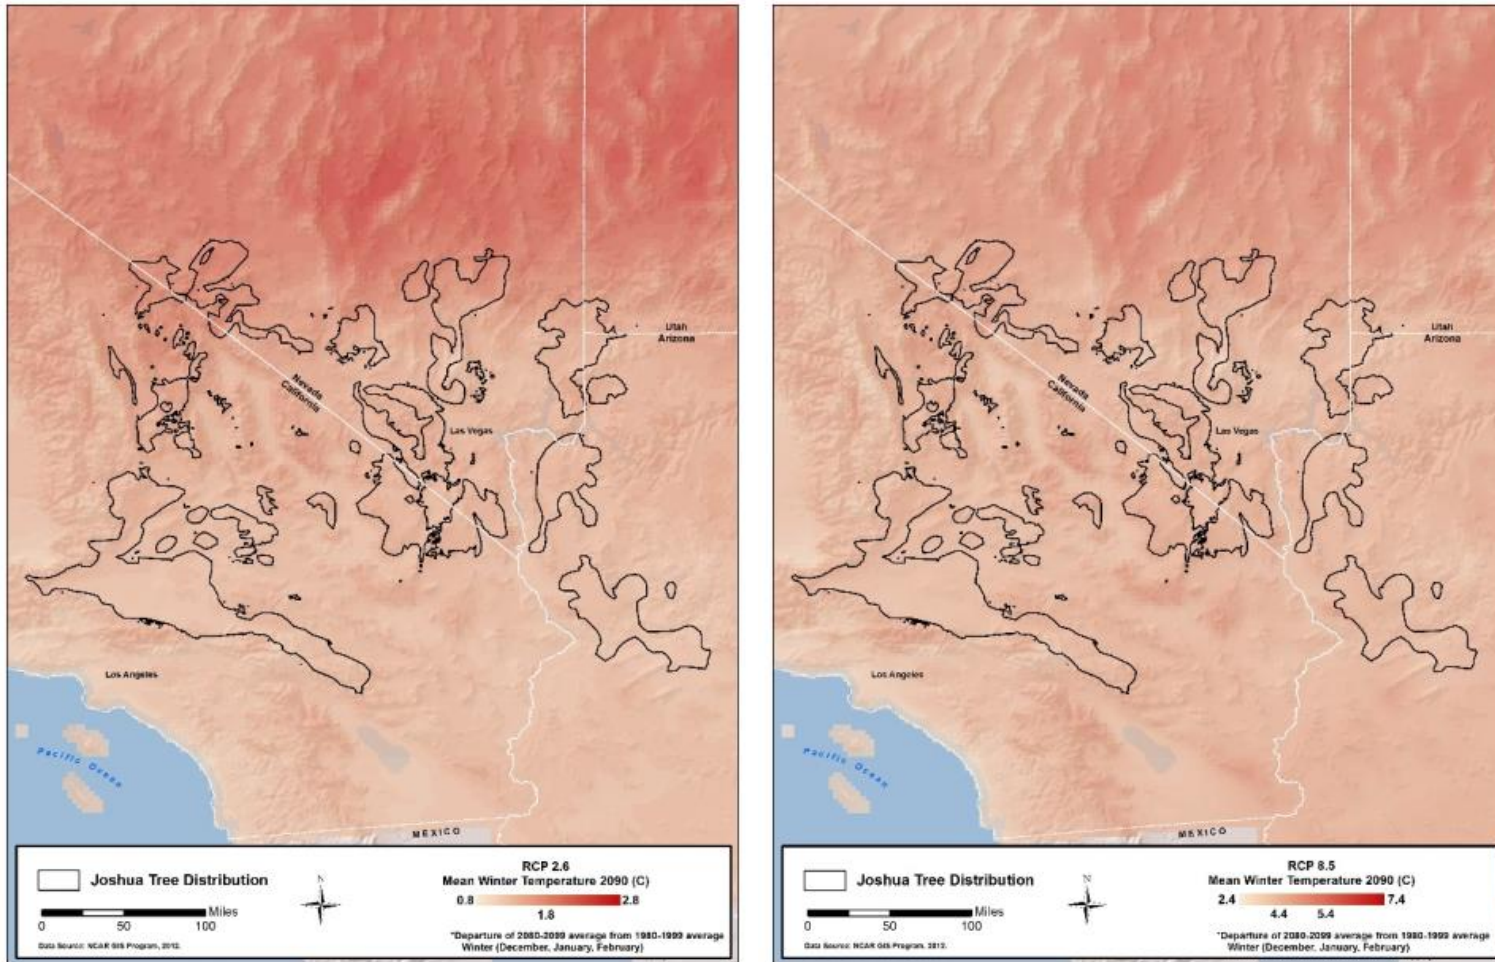 Utah
Arizona
Nevada
California
Las Vegas
Los Angeles
Pacific Ocean
MEXICO
Joshua Tree Distribution
0 50 100 Miles
Data Source: NCAR GIS Program, 2012.
N
RCP 2.6
Mean Winter Temperature 2090 (C)
0.8 2.8
1.8
*Departure of 2080-2099 average from 1980-1999 average
Winter (December, January, February)
Utah
Arizona
Nevada
California
Las Vegas
Los Angeles
Pacific Ocean
MEXICO
Joshua Tree Distribution
0 50 100 Miles
Data Source: NCAR GIS Program, 2012.
N
RCP 8.5
Mean Winter Temperature 2090 (C)
2.4 7.4
4.4 5.4
*Departure of 2080-2099 average from 1980-1999 average
Winter (December, January, February)